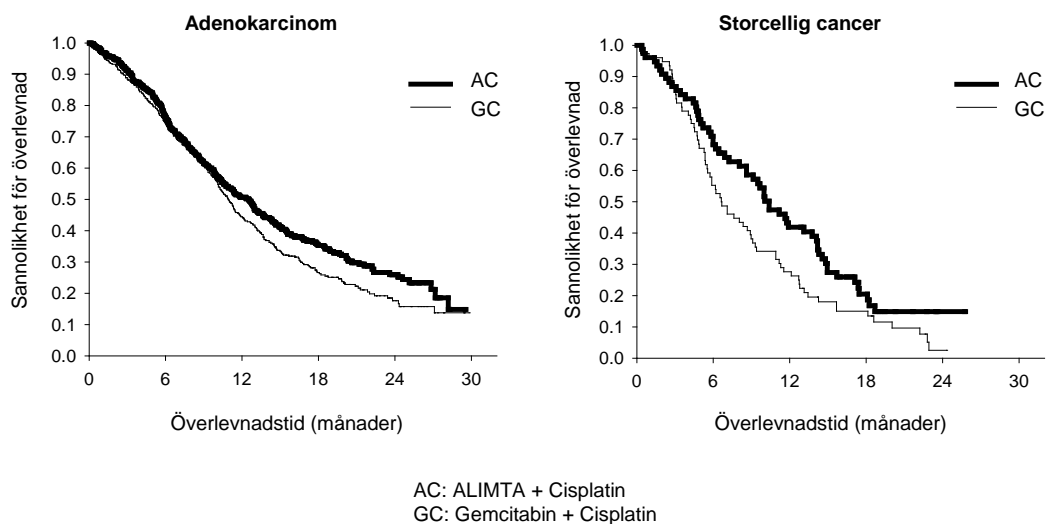 Adenokarcinom
Sannolikhet för överlevnad
1.0
0.9
0.8
0.7
0.6
0.5
0.4
0.3
0.2
0.1
0.0
0 6 12 18 24 30
AC
GC
Överlevnadstid (månader)
Storcellig cancer
Sannolikhet för överlevnad
1.0
0.9
0.8
0.7
0.6
0.5
0.4
0.3
0.2
0.1
0.0
0 6 12 18 24 30
AC
GC
Överlevnadstid (månader)
AC: ALIMTA + Cisplatin
GC: Gemcitabin + Cisplatin